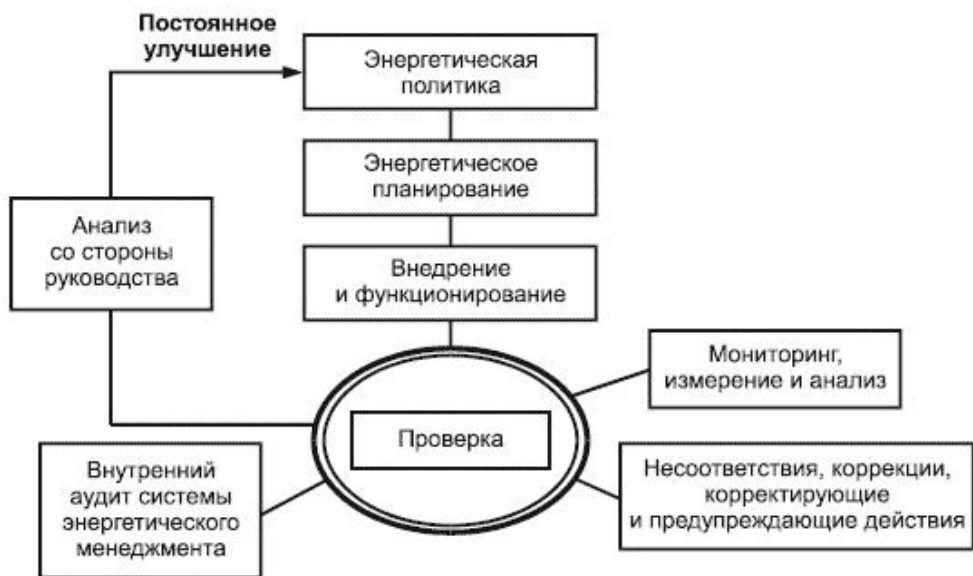 Постоянное
улучшение
Энергетическая
политика
Энергетическое
планирование
Анализ
со стороны
руководства
Внедрение
и функционирование
Мониторинг,
измерение и анализ
Проверка
Внутренний
аудит системы
энергетического
менеджмента
Несоответствия, коррекции,
корректирующие
и предупреждающие действия